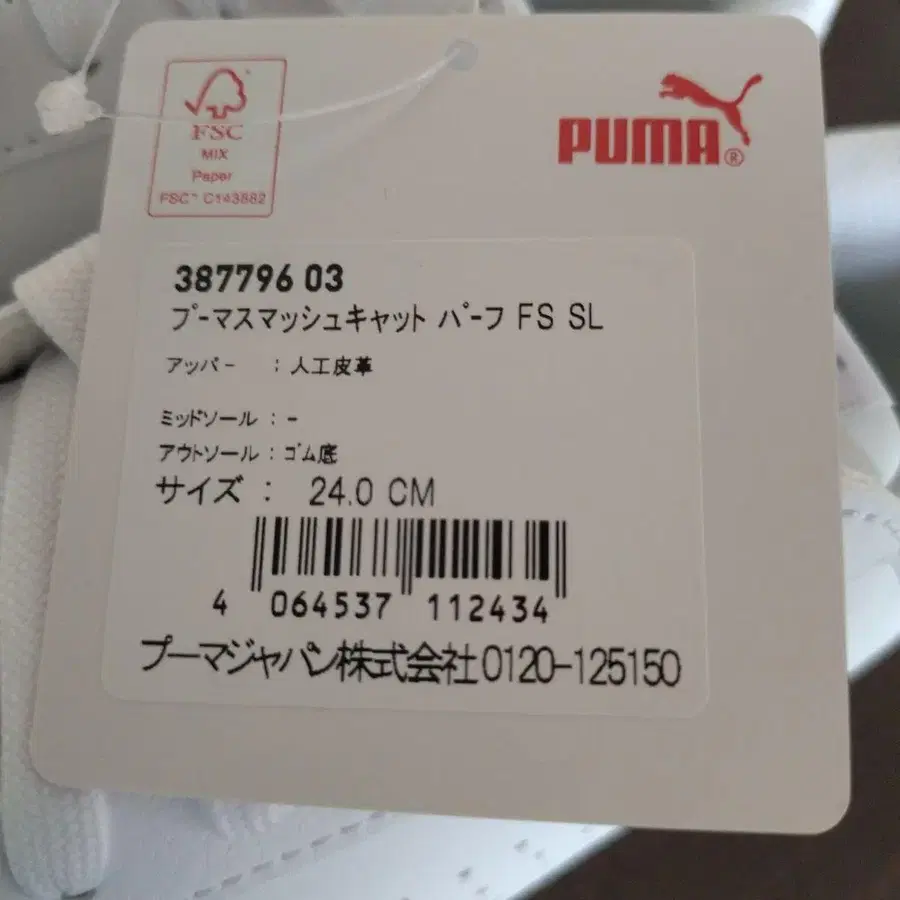 FSC
MIX
Paper
FSC™ C143882
PUMA®
387796 03
プーマスマッシュキャット パーフ FS SL
アッパー : 人工皮革
ミッドソール : -
アウトソール : ゴム底
サイズ : 24.0 CM
4 064537 112434
プーマジャパン株式会社0120-125150